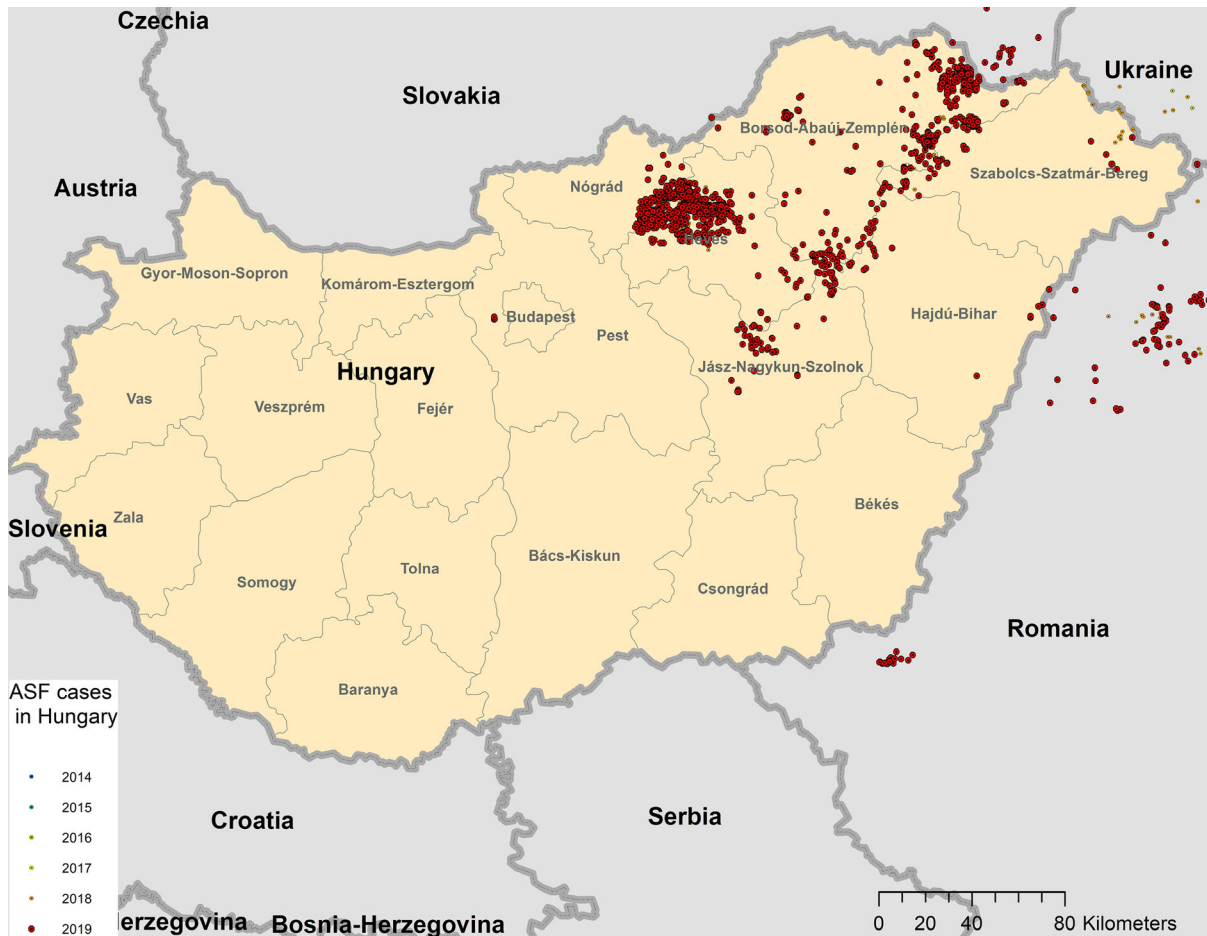 Czechia
Ukraine
Slovakia
Borsod-Abaúj-Zemplén
Szabolcs-Szatmár-Bereg
Austria
Nógrád
Heves
Gyor-Moson-Sopron
Komárom-Esztergom
Budapest
Pest
Hajdú-Bihar
Jász-Nagykun-Szolnok
Hungary
Vas
Veszprém
Fejér
Békés
Zala
Slovenia
Bács-Kiskun
Tolna
Somogy
Csongrád
Romania
Baranya
ASF cases
in Hungary
2014
2015
2016
2017
2018
2019
Croatia
Serbia
erzegovina
Bosnia-Herzegovina
0 20 40 80 Kilometers